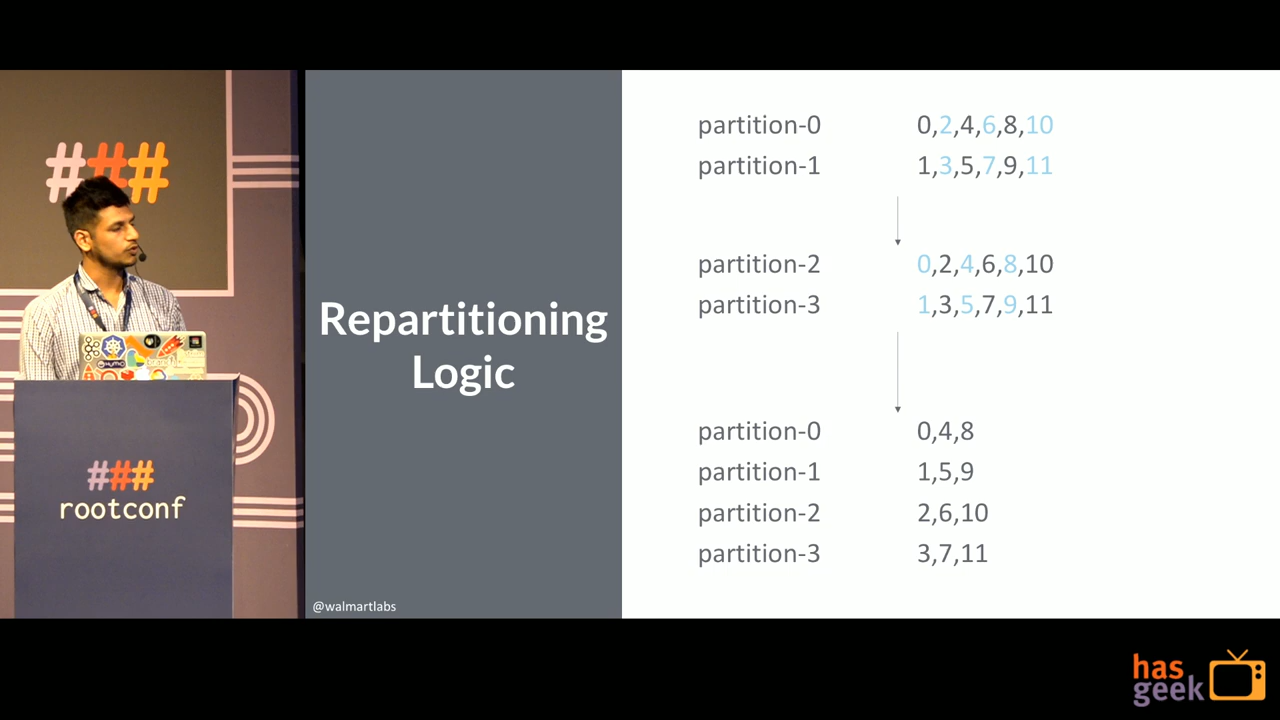 ###
###
rootconf
Repartitioning
Logic
@walmartlabs
partition-0 0,2,4,6,8,10
partition-1 1,3,5,7,9,11
partition-2 0,2,4,6,8,10
partition-3 1,3,5,7,9,11
partition-0 0,4,8
partition-1 1,5,9
partition-2 2,6,10
partition-3 3,7,11
has
geek